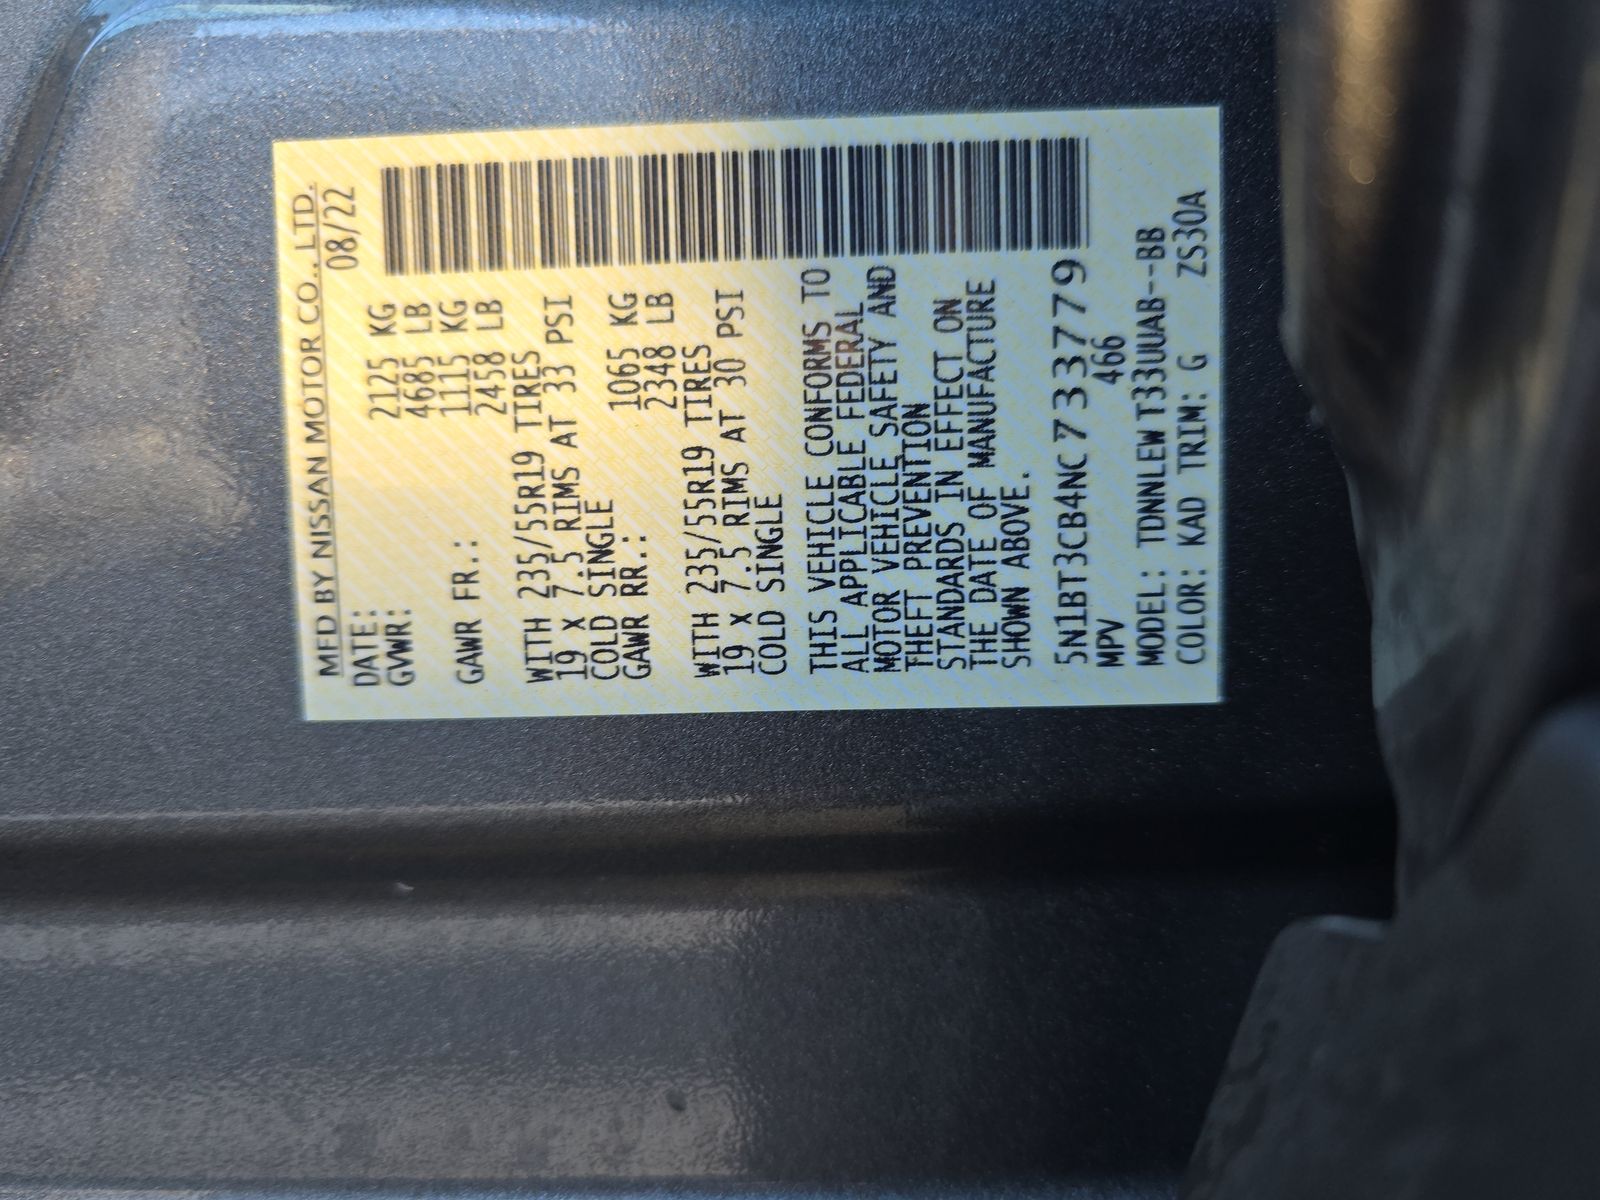 MFD BY NISSAN MOTOR CO., LTD.
DATE: 08/22
GVWR: 2125 KG
4685 LB
GAWR FR.: 1115 KG
2458 LB
WITH 235/55R19 TIRES
19 x 7.5 RIMS AT 33 PSI
COLD SINGLE
GAWR RR.: 1065 KG
2348 LB
WITH 235/55R19 TIRES
19 x 7.5 RIMS AT 30 PSI
COLD SINGLE
THIS VEHICLE CONFORMS TO
ALL APPLICABLE FEDERAL
MOTOR VEHICLE SAFETY AND
THEFT PREVENTION
STANDARDS IN EFFECT ON
THE DATE OF MANUFACTURE
SHOWN ABOVE.
5N1BT3CB4NC733779
MPV 466
MODEL: TDNNLEW T33UUAB--BB
COLOR: KAD TRIM: G ZS30A